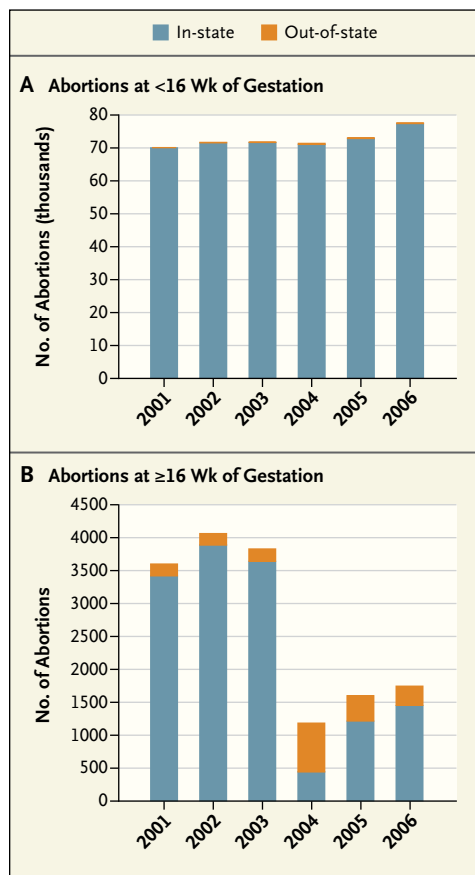 In-state Out-of-state
A Abortions at <16 Wk of Gestation
No. of Abortions (thousands)
80
70
60
50
40
30
20
10
0
2001 2002 2003 2004 2005 2006
B Abortions at ≥16 Wk of Gestation
No. of Abortions
4500
4000
3500
3000
2500
2000
1500
1000
500
0
2001 2002 2003 2004 2005 2006